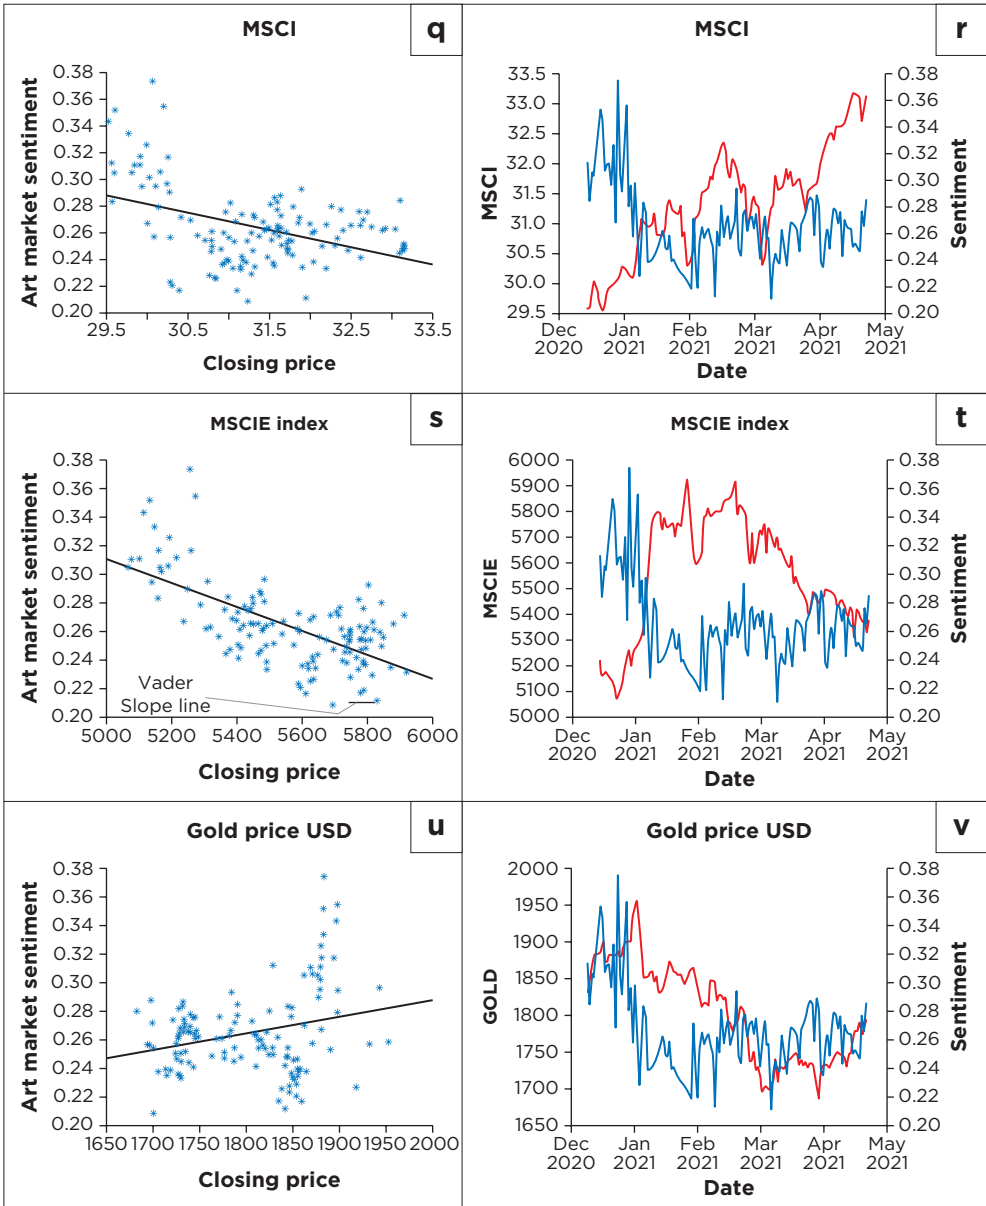 MSCI
q
Art market sentiment
0.38
0.36
0.34
0.32
0.30
0.28
0.26
0.24
0.22
0.20
29.5 30.5 31.5 32.5 33.5
Closing price
MSCI
r
MSCI
33.5
33.0
32.5
32.0
31.5
31.0
30.5
30.0
29.5
0.38
0.36
0.34
0.32
0.30
0.28
0.26
0.24
0.22
0.20
Sentiment
Dec Jan Feb Mar Apr May
2020 2021 2021 2021 2021 2021
Date
MSCIE index
s
Art market sentiment
0.38
0.36
0.34
0.32
0.30
0.28
0.26
0.24
0.22
0.20
Vader
Slope line
5000 5200 5400 5600 5800 6000
Closing price
MSCIE index
t
MSCIE
6000
5900
5800
5700
5500
5400
5300
5200
5100
5000
0.38
0.36
0.34
0.32
0.30
0.28
0.26
0.24
0.22
0.20
Sentiment
Dec Jan Feb Mar Apr May
2020 2021 2021 2021 2021 2021
Date
Gold price USD
u
Art market sentiment
0.38
0.36
0.34
0.32
0.30
0.28
0.26
0.24
0.22
0.20
1650 1700 1750 1800 1850 1900 1950 2000
Closing price
Gold price USD
v
GOLD
2000
1950
1900
1850
1800
1750
1700
1650
0.38
0.36
0.34
0.32
0.30
0.28
0.26
0.24
0.22
0.20
Sentiment
Dec Jan Feb Mar Apr May
2020 2021 2021 2021 2021 2021
Date